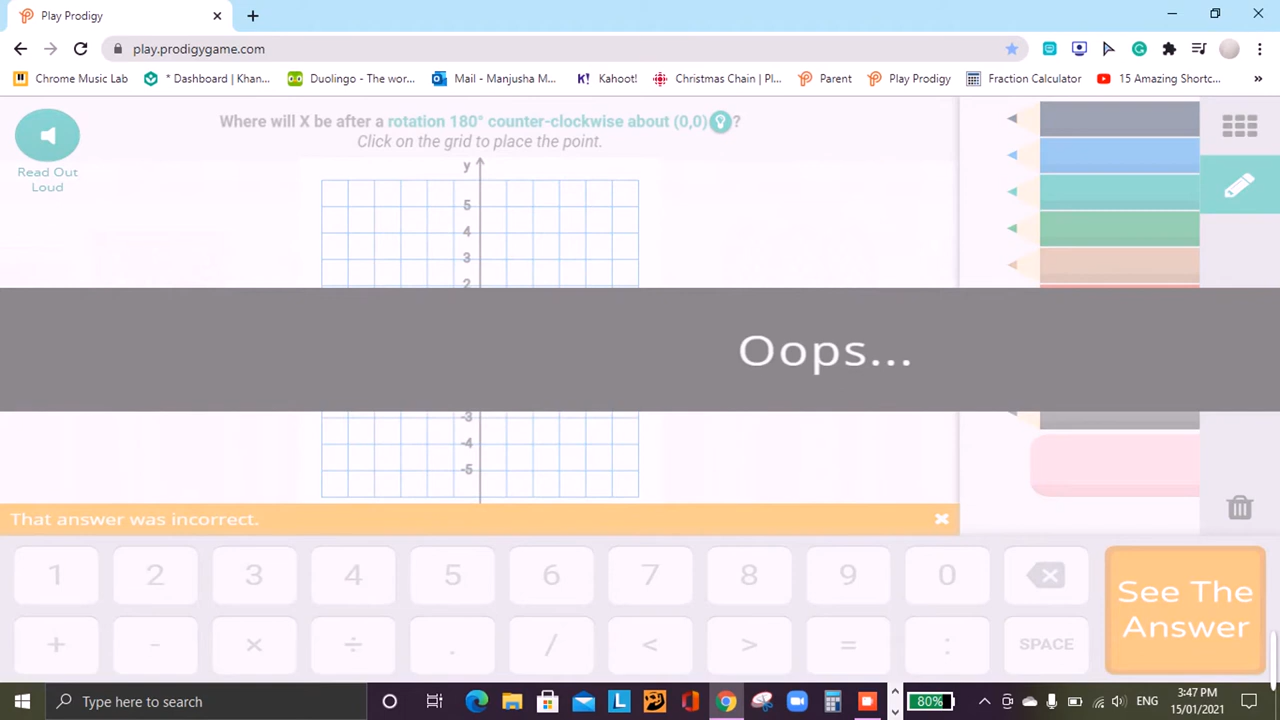 Play Prodigy
play.prodigygame.com
Chrome Music Lab
* Dashboard | Khan...
Duolingo - The wor...
Mail - Manjusha M...
K! Kahoot!
Christmas Chain | Pl...
Parent
Play Prodigy
Fraction Calculator
15 Amazing Shortc...
»
Read Out
Loud
Where will X be after a rotation 180° counter-clockwise about (0,0) ?
Click on the grid to place the point.
y
5
4
3
2
Oops...
-3
-4
-5
That answer was incorrect.
1 2 3 4 5 6 7 8 9 0
+ - × ÷ . / < > = : SPACE
See The
Answer
Type here to search
L
80%
ENG
3:47 PM
15/01/2021